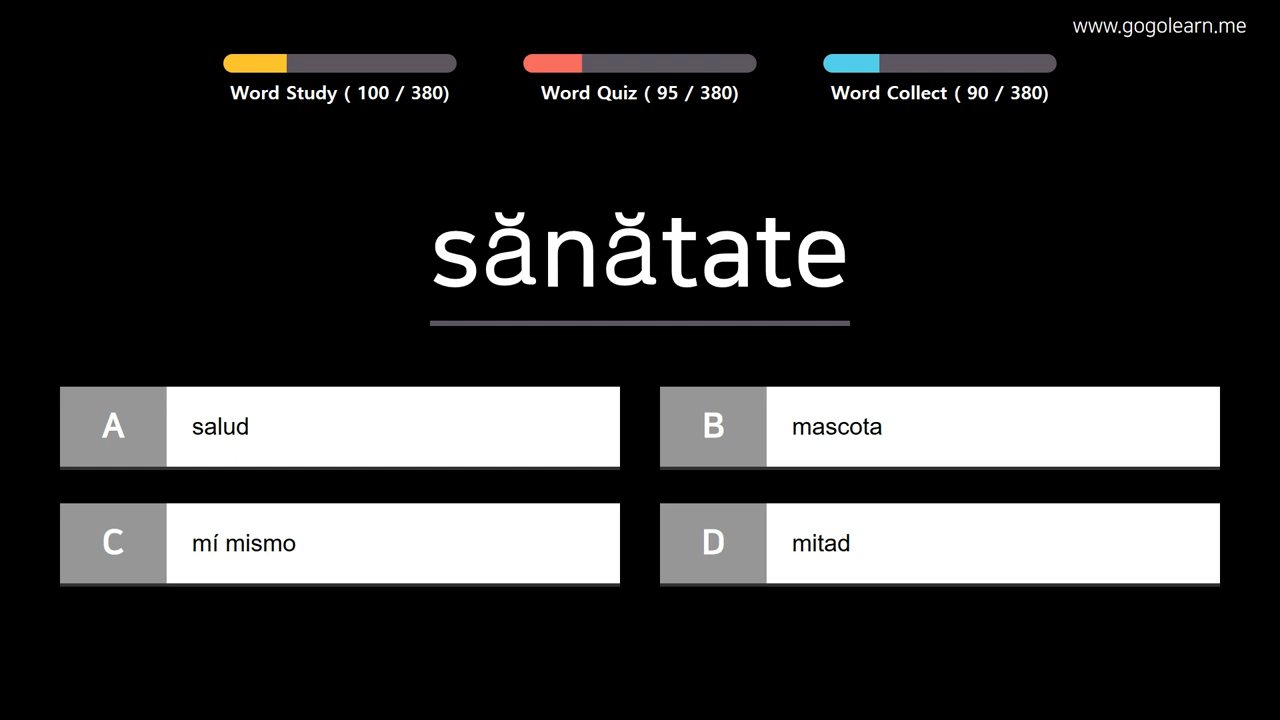 www.gogolearn.me
Word Study ( 100 / 380)
Word Quiz ( 95 / 380)
Word Collect ( 90 / 380)
sănătate
A salud
B mascota
C mí mismo
D mitad